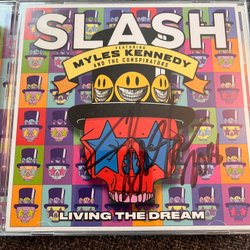 SLASH
FEATURING
MYLES KENNEDY
AND THE CONSPIRATORS
LIVING THE DREAM